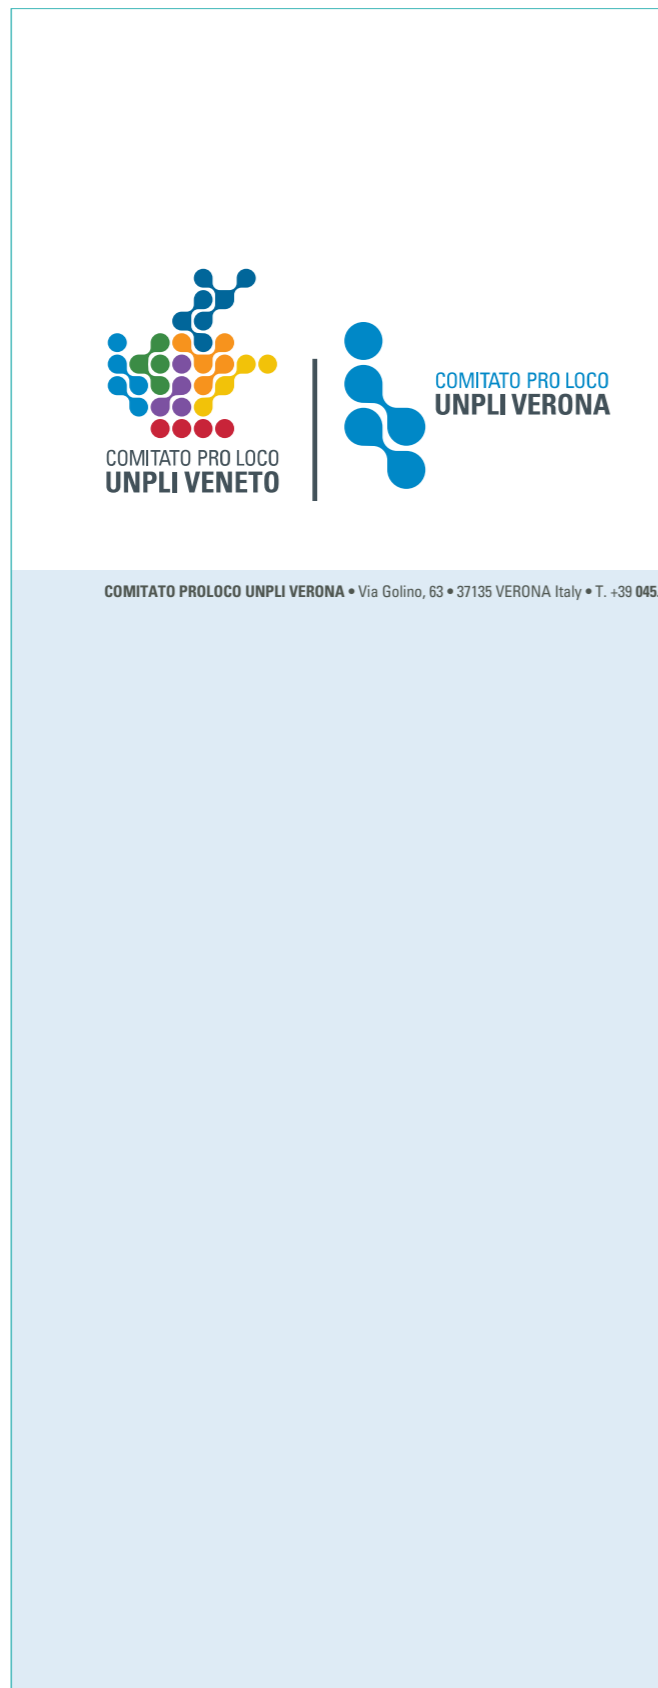 COMITATO PRO LOCO
UNPLI VENETO
COMITATO PRO LOCO
UNPLI VERONA
COMITATO PROLOCO UNPLI VERONA • Via Golino, 63 • 37135 VERONA Italy • T. +39 045.